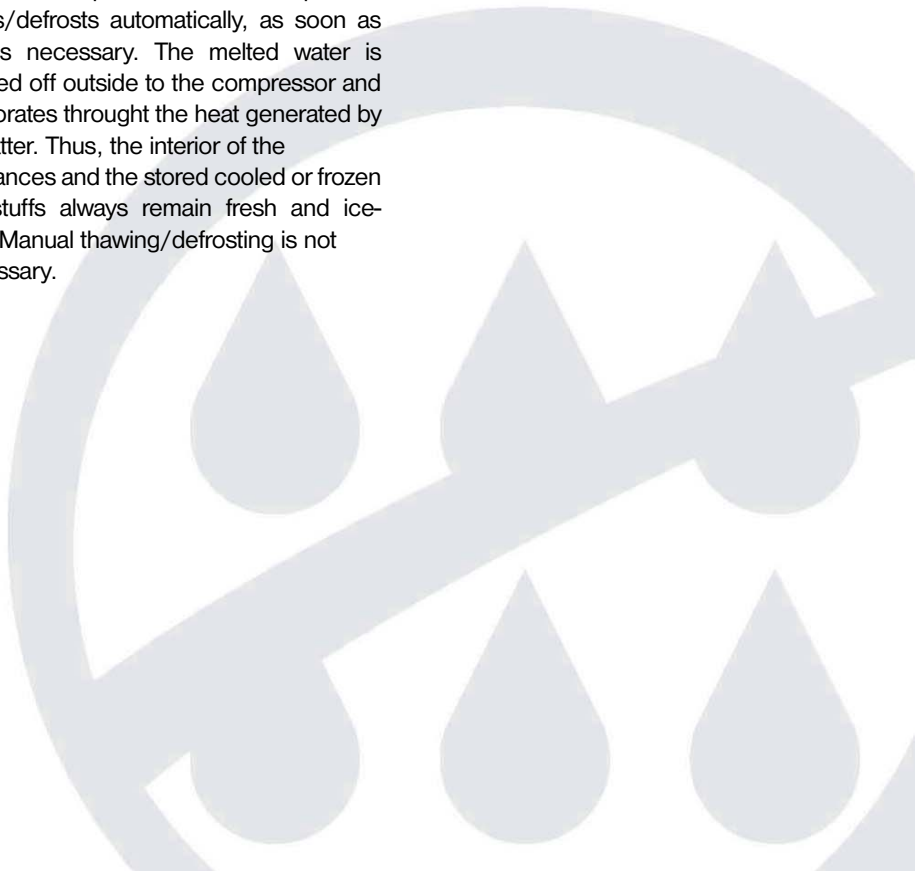 s/defrosts automatically, as soon as
s necessary. The melted water is
ed off outside to the compressor and
orates throught the heat generated by
tter. Thus, the interior of the
ances and the stored cooled or frozen
stuffs always remain fresh and ice-
Manual thawing/defrosting is not
ssary.